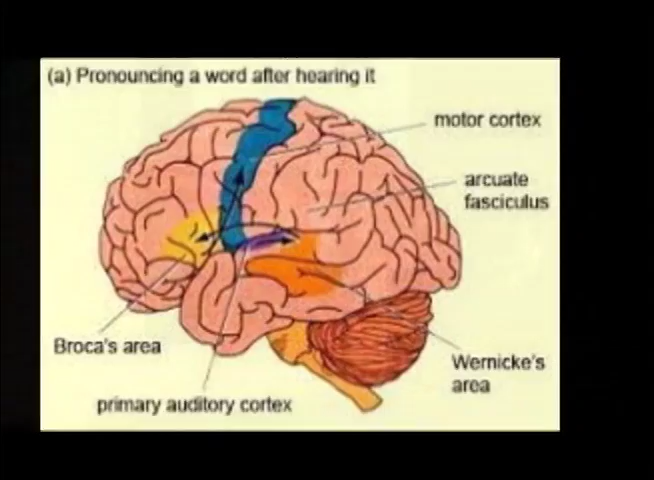 (a) Pronouncing a word after hearing it
motor cortex
arcuate
fasciculus
Broca's area
Wernicke's
area
primary auditory cortex